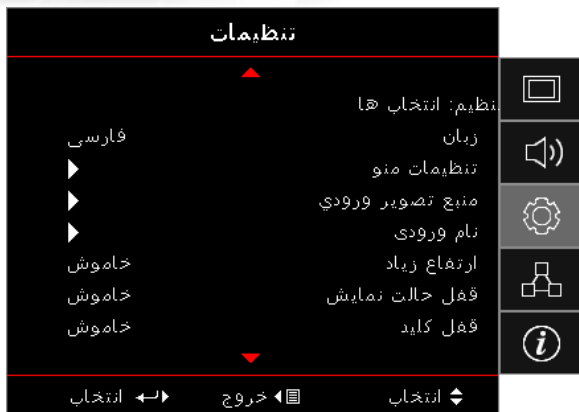 تنظیمات
نظیم: انتخاب ها
زبان فارسی
تنظیمات منو
منبع تصویر ورودي
نام ورودی
ارتفاع زیاد خاموش
قفل حالت نمایش خاموش
قفل کلید خاموش
انتخاب خروج انتخاب